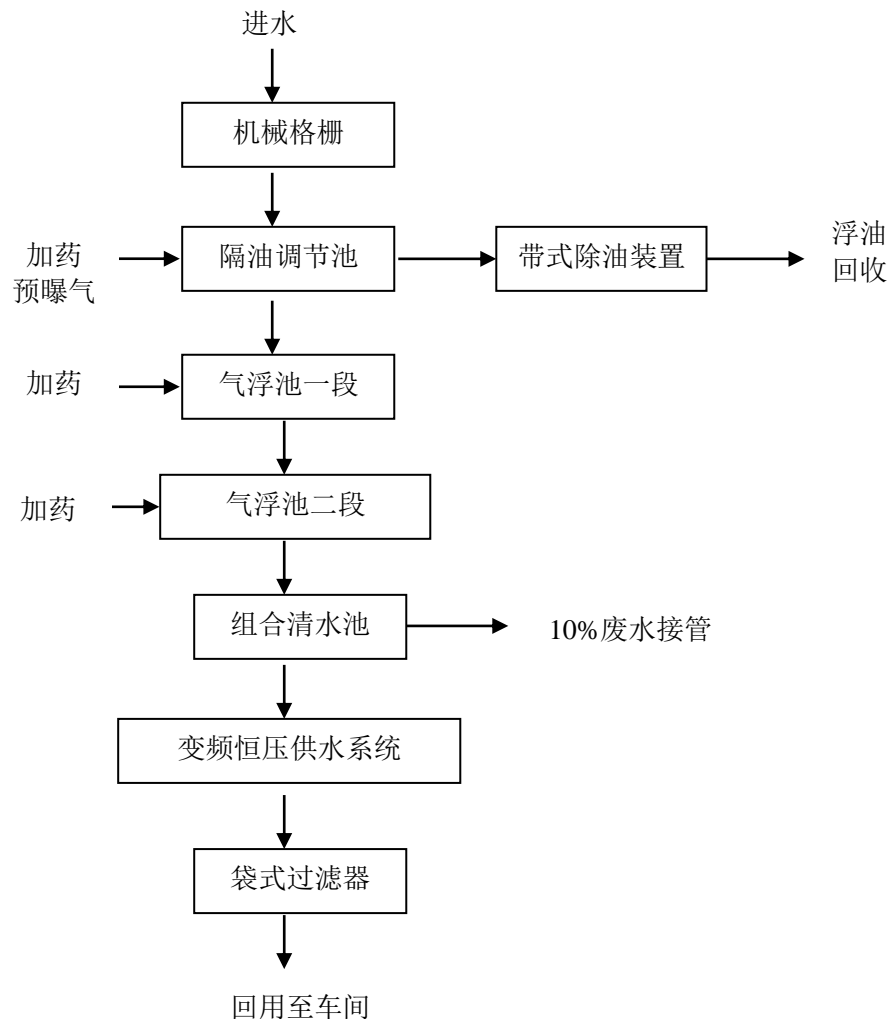 进水
机械格栅
加药
预曝气
隔油调节池
带式除油装置
浮油
回收
加药
气浮池一段
加药
气浮池二段
组合清水池
10%废水接管
变频恒压供水系统
袋式过滤器
回用至车间